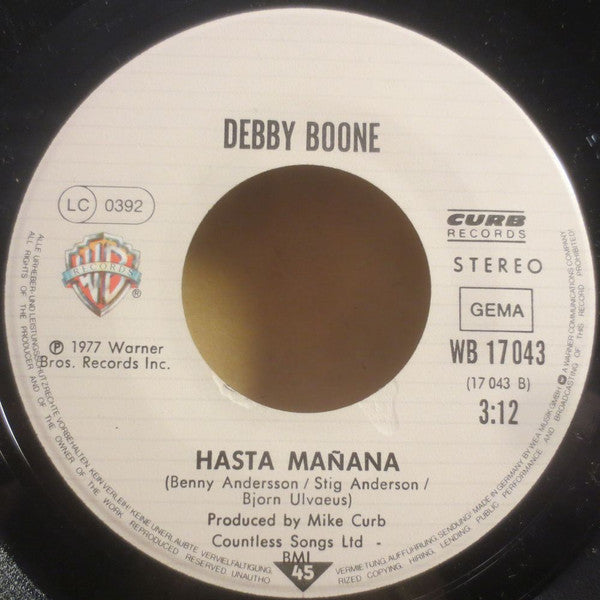 DEBBY BOONE
LC 0392
WB
RECORDS
®
℗ 1977 Warner
Bros. Records Inc.
CURB
RECORDS
STEREO
GEMA
WB 17 043
(17 043 B)
3:12
HASTA MAÑANA
(Benny Andersson / Stig Anderson /
Bjorn Ulvaeus)
Produced by Mike Curb
Countless Songs Ltd -
BMI
45
ALLE URHEBER- UND LEISTUNGSSCHUTZRECHTE VORBEHALTEN. KEIN VERLEIH! KEINE UNERLAUBTE VERVIELFÄLTIGUNG, VERMIETUNG, AUFFÜHRUNG, SENDUNG! MADE IN GERMANY BY WEA MUSIK GMBH A WARNER COMMUNICATIONS COMPANY
ALL RIGHTS OF THE PRODUCER AND OF THE OWNER OF THE WORK REPRODUCED RESERVED UNAUTHO RIZED COPYING, HIRING, LENDING, PUBLIC PERFORMANCE AND BROADCASTING OF THIS RECORD PROHIBITED!